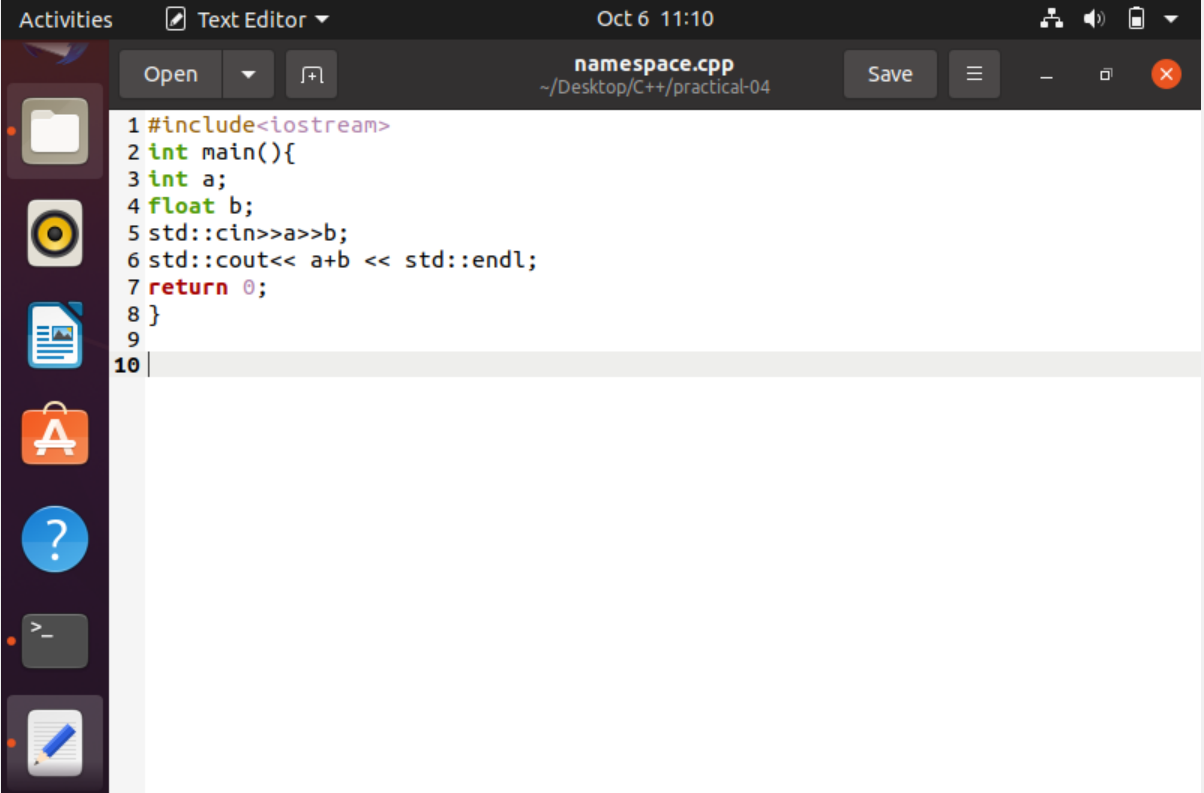 Activities Text Editor Oct 6 11:10
Open namespace.cpp Save
~/Desktop/C++/practical-04
1 #include<iostream>
2 int main(){
3 int a;
4 float b;
5 std::cin>>a>>b;
6 std::cout<< a+b << std::endl;
7 return 0;
8 }
9
10
A
?
>_